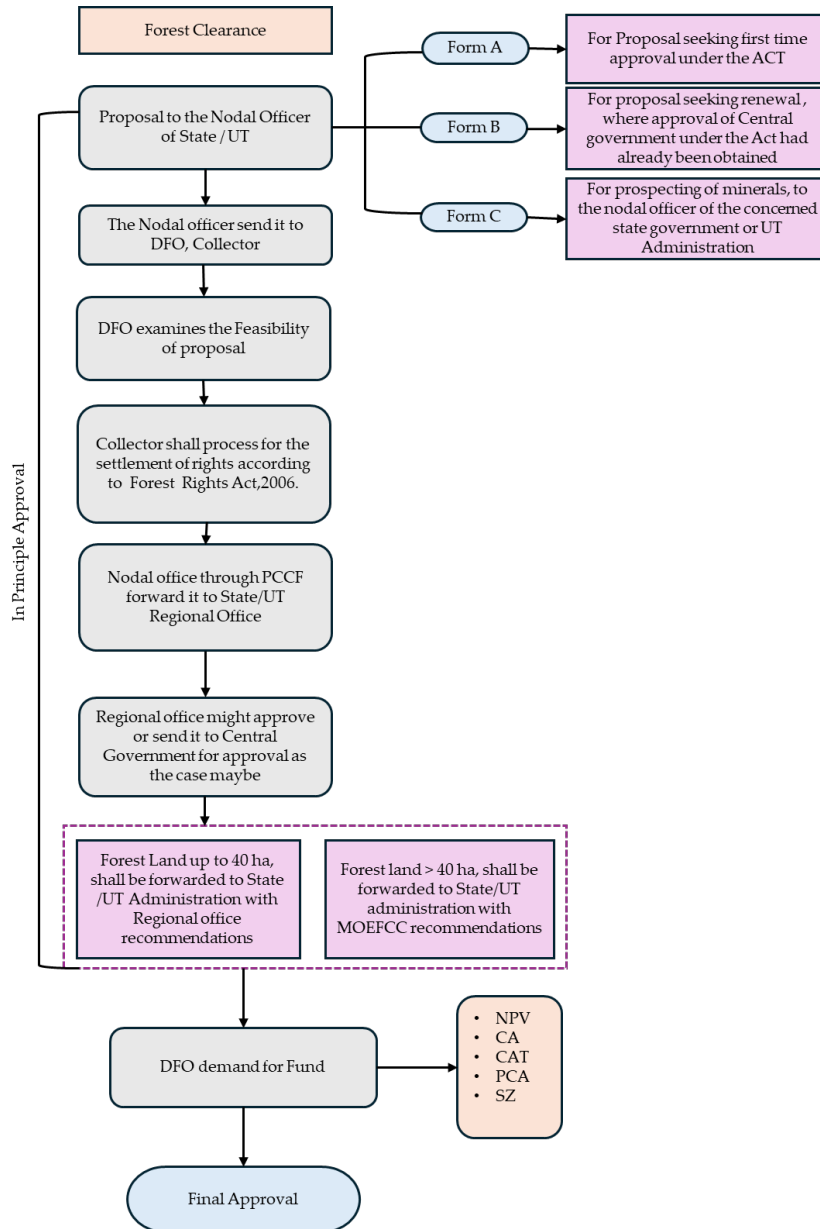 Forest Clearance
Form A
For Proposal seeking first time
approval under the ACT
Proposal to the Nodal Officer
of State / UT
Form B
For proposal seeking renewal ,
where approval of Central
government under the Act had
already been obtained
Form C
For prospecting of minerals, to
the nodal officer of the concerned
state government or UT
Administration
The Nodal officer send it to
DFO, Collector
DFO examines the Feasibility
of proposal
Collector shall process for the
settlement of rights according
to Forest Rights Act,2006.
In Principle Approval
Nodal office through PCCF
forward it to State/UT
Regional Office
Regional office might approve
or send it to Central
Government for approval as
the case maybe
Forest Land up to 40 ha,
shall be forwarded to State
/UT Administration with
Regional office
recommendations
Forest land > 40 ha, shall be
forwarded to State/UT
administration with
MOEFCC recommendations
DFO demand for Fund
• NPV
• CA
• CAT
• PCA
• SZ
Final Approval